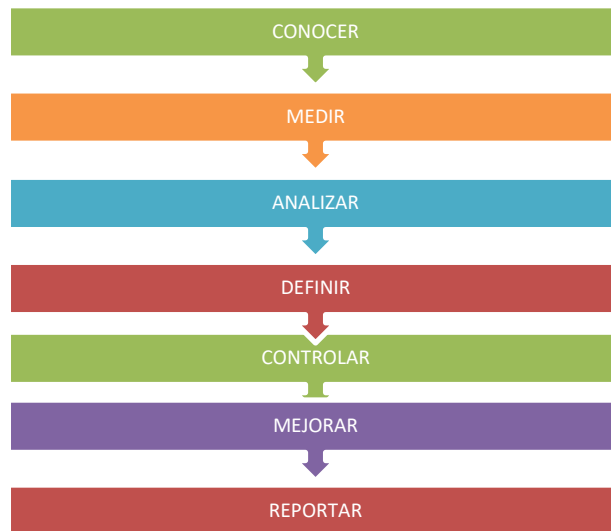 CONOCER
MEDIR
ANALIZAR
DEFINIR
CONTROLAR
MEJORAR
REPORTAR